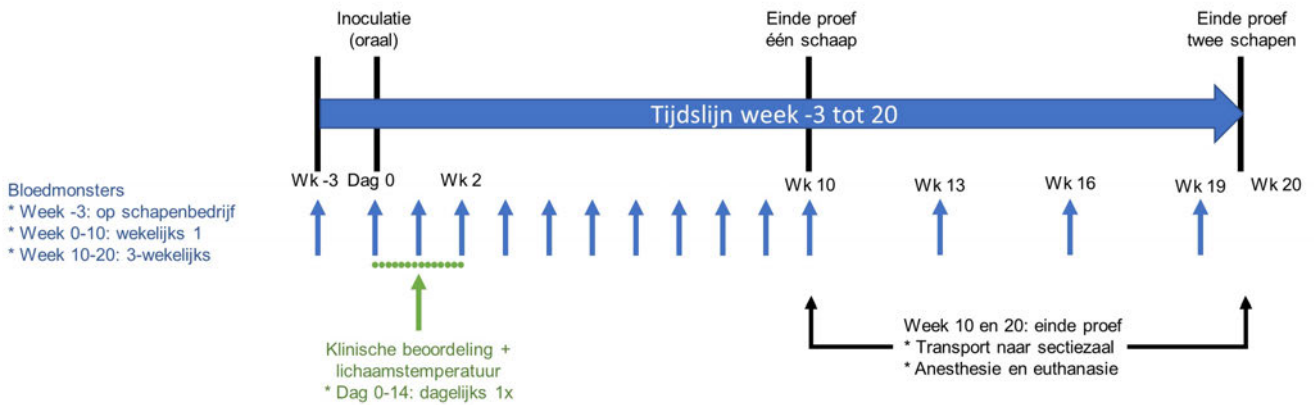 Inoculatie
(oraal)
Einde proef
één schaap
Einde proef
twee schapen
Tijdslijn week -3 tot 20
Wk -3
Dag 0
Wk 2
Wk 10
Wk 13
Wk 16
Wk 19
Wk 20
Bloedmonsters
* Week -3: op schapenbedrijf
* Week 0-10: wekelijks 1
* Week 10-20: 3-wekelijks
Klinische beoordeling +
lichaamstemperatuur
* Dag 0-14: dagelijks 1x
Week 10 en 20: einde proef
* Transport naar sectiezaal
* Anesthesie en euthanasie